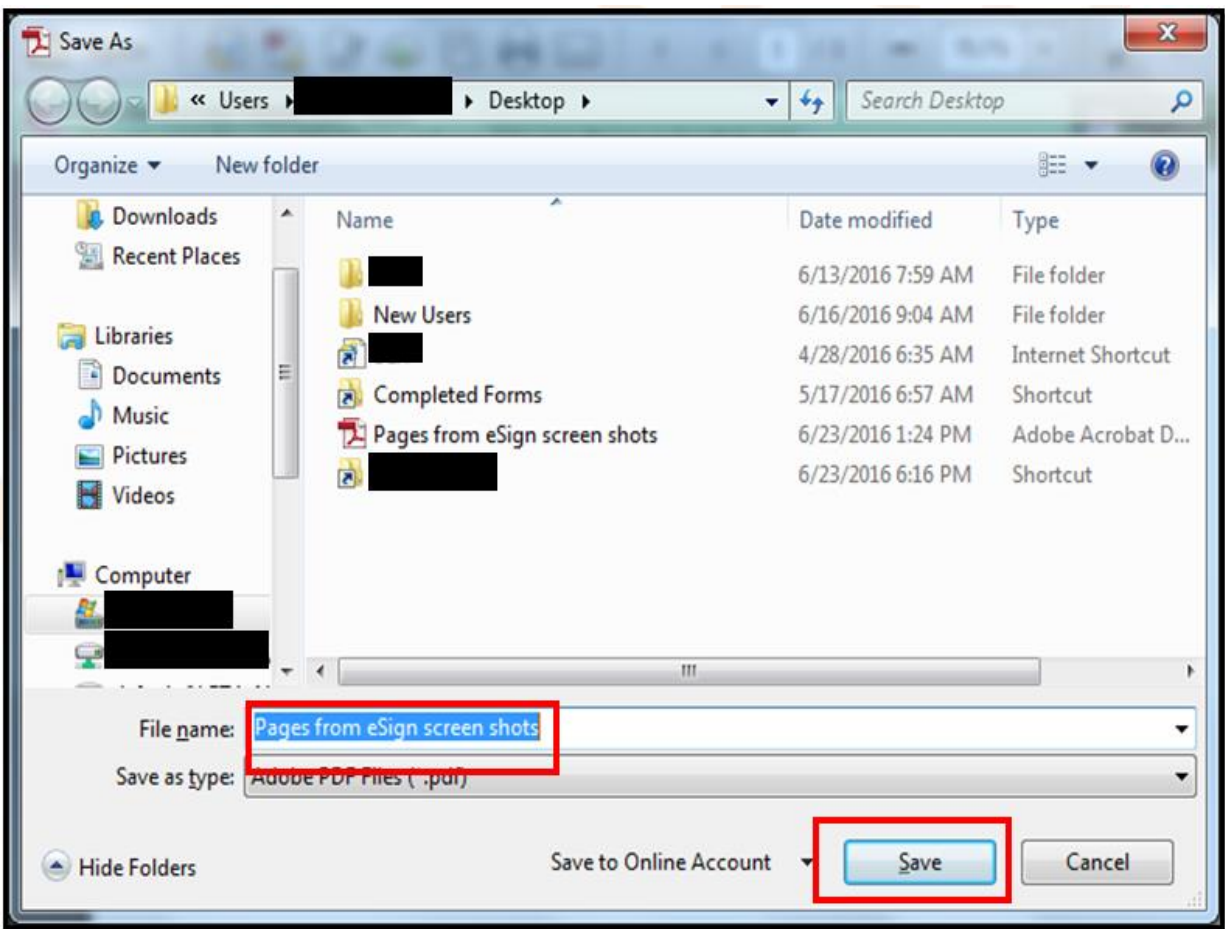 Save As
« Users Desktop
Search Desktop
Organize New folder
Name Date modified Type
Downloads
Recent Places
Libraries
Documents
Music
Pictures
Videos
Computer
6/13/2016 7:59 AM File folder
New Users 6/16/2016 9:04 AM File folder
4/28/2016 6:35 AM Internet Shortcut
Completed Forms 5/17/2016 6:57 AM Shortcut
Pages from eSign screen shots 6/23/2016 1:24 PM Adobe Acrobat D...
6/23/2016 6:16 PM Shortcut
File name: Pages from eSign screen shots
Save as type: Adobe PDF Files (*.pdf)
Hide Folders Save to Online Account Save Cancel